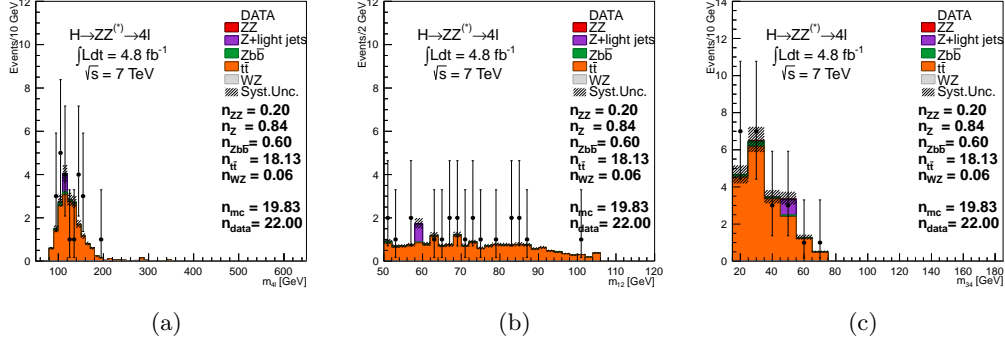 Events/10 GeV
12
10
8
6
4
2
0
H→ZZ(*)→4l
∫Ldt = 4.8 fb-1
√s = 7 TeV
DATA
ZZ
Z+light jets
Zbb̄
tt̄
WZ
Syst.Unc.
nZZ = 0.20
nZ = 0.84
nZbb̄ = 0.60
ntt̄ = 18.13
nWZ = 0.06
nmc = 19.83
ndata = 22.00
100 200 300 400 500 600
m4l [GeV]
(a)
Events/2 GeV
12
10
8
6
4
2
0
H→ZZ(*)→4l
∫Ldt = 4.8 fb-1
√s = 7 TeV
DATA
ZZ
Z+light jets
Zbb̄
tt̄
WZ
Syst.Unc.
nZZ = 0.20
nZ = 0.84
nZbb̄ = 0.60
ntt̄ = 18.13
nWZ = 0.06
nmc = 19.83
ndata = 22.00
50 60 70 80 90 100 110 120
m12 [GeV]
(b)
Events/10 GeV
14
12
10
8
6
4
2
0
H→ZZ(*)→4l
∫Ldt = 4.8 fb-1
√s = 7 TeV
DATA
ZZ
Z+light jets
Zbb̄
tt̄
WZ
Syst.Unc.
nZZ = 0.20
nZ = 0.84
nZbb̄ = 0.60
ntt̄ = 18.13
nWZ = 0.06
nmc = 19.83
ndata = 22.00
20 40 60 80 100 120 140 160 180
m34 [GeV]
(c)